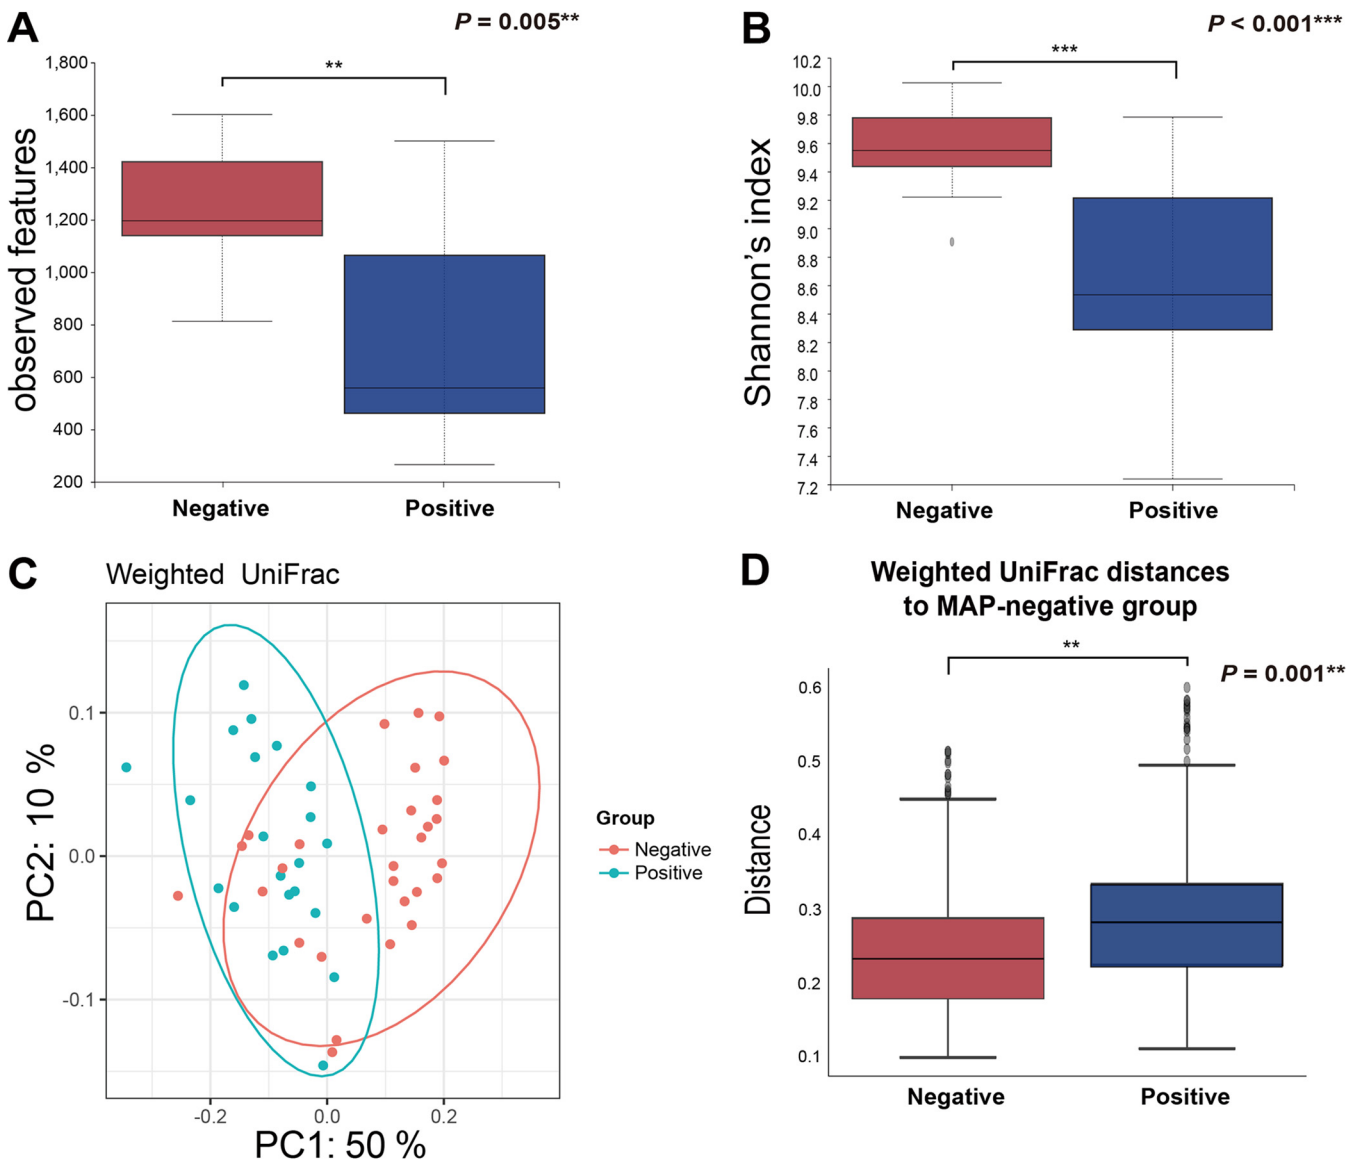 A
P = 0.005**
**
1,800
1,600
1,400
1,200
1,000
800
600
400
200
observed features
Negative
Positive
B
P < 0.001***
***
10.2
10.0
9.8
9.6
9.4
9.2
9.0
8.8
8.6
8.4
8.2
8.0
7.8
7.6
7.4
7.2
Shannon's index
Negative
Positive
C
Weighted UniFrac
0.1
0.0
-0.1
PC2: 10 %
-0.2
0.0
0.2
PC1: 50 %
Group
Negative
Positive
D
Weighted UniFrac distances
to MAP-negative group
**
P = 0.001**
0.6
0.5
0.4
0.3
0.2
0.1
Distance
Negative
Positive